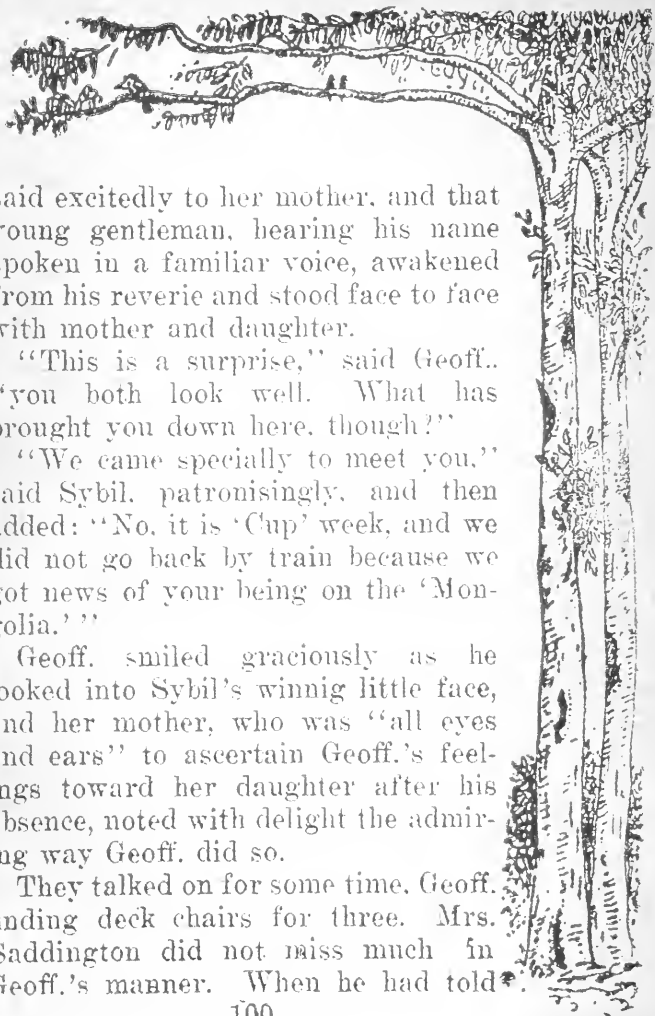 said excitedly to her mother, and that
young gentleman, hearing his name
spoken in a familiar voice, awakened
from his reverie and stood face to face
with mother and daughter.
"This is a surprise," said Geoff.,
"you both look well. What has
brought you down here, though?"
"We came specially to meet you,"
said Sybil, patronisingly, and then
added: "No, it is 'Cup' week, and we
did not go back by train because we
got news of your being on the 'Mon-
golia.' "
Geoff. smiled graciously as he
looked into Sybil's winnig little face,
and her mother, who was "all eyes
and ears" to ascertain Geoff.'s feel-
ings toward her daughter after his
absence, noted with delight the admir-
ing way Geoff. did so.
They talked on for some time, Geoff.
finding deck chairs for three. Mrs.
Saddington did not miss much in
Geoff.'s manner. When he had told
100